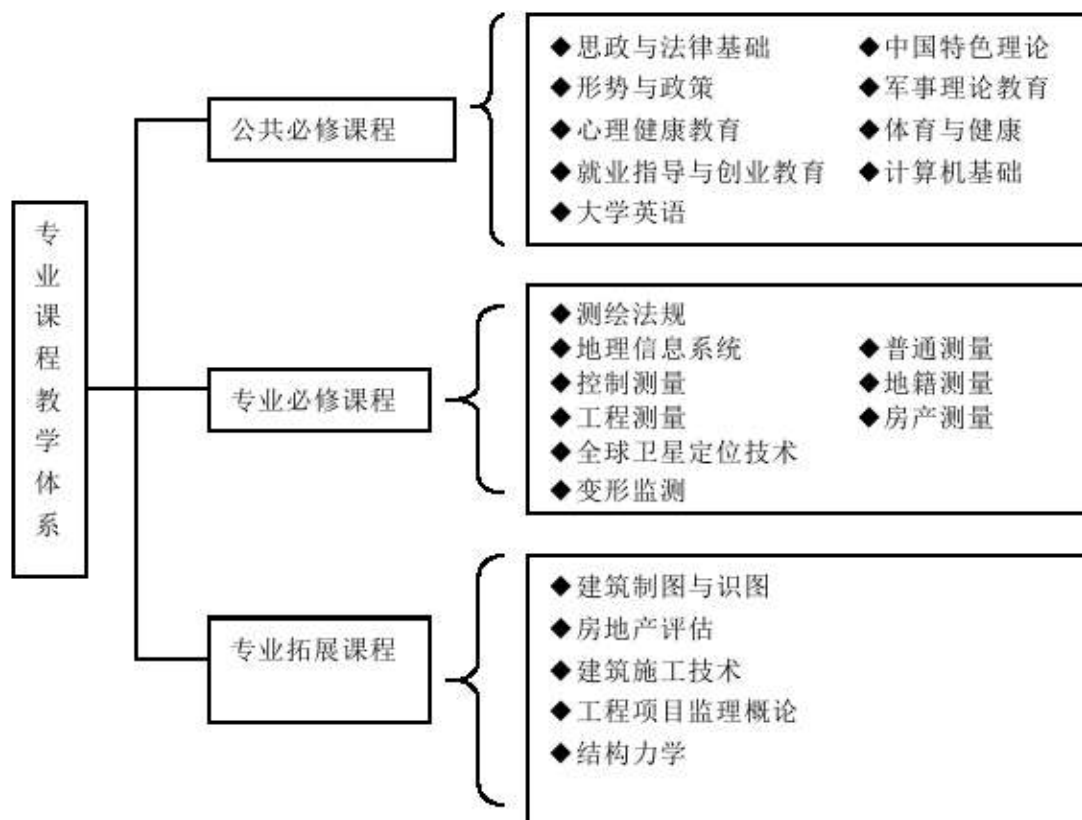 专业课程教学体系
公共必修课程
◆思政与法律基础 ◆中国特色理论
◆形势与政策 ◆军事理论教育
◆心理健康教育 ◆体育与健康
◆就业指导与创业教育 ◆计算机基础
◆大学英语
专业必修课程
◆测绘法规
◆地理信息系统 ◆普通测量
◆控制测量 ◆地籍测量
◆工程测量 ◆房产测量
◆全球卫星定位技术
◆变形监测
专业拓展课程
◆建筑制图与识图
◆房地产评估
◆建筑施工技术
◆工程项目监理概论
◆结构力学